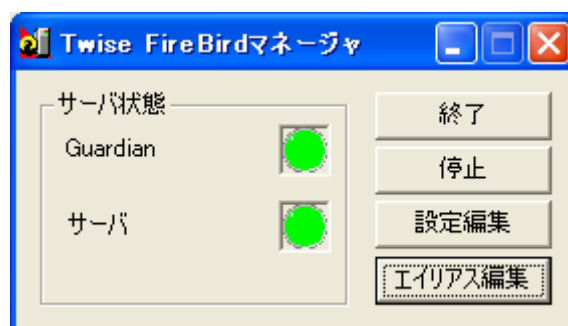 Twise FireBirdマネージャ
サーバ状態
Guardian
サーバ
終了
停止
設定編集
エイリアス編集